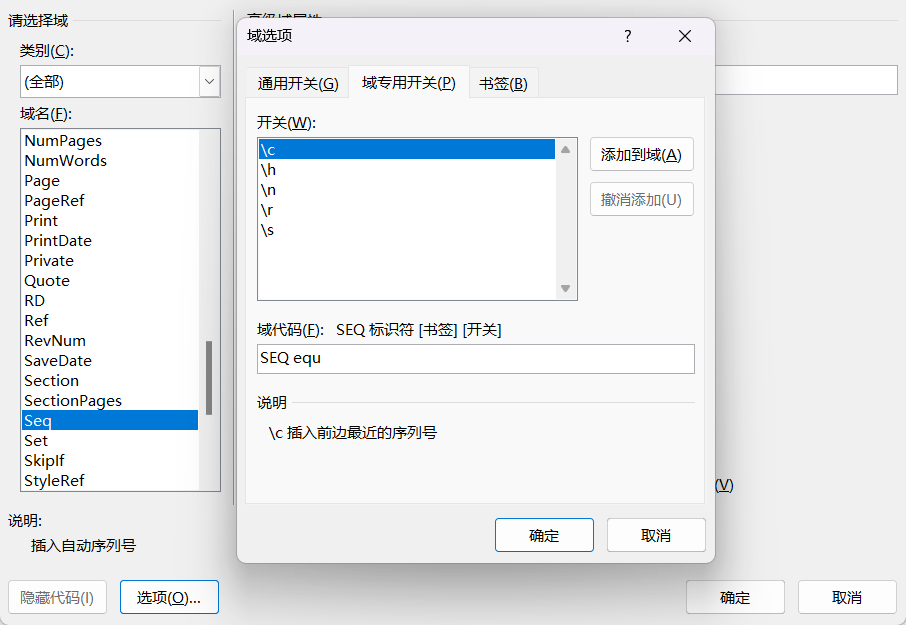 请选择域
类别(C):
(全部)
域名(F):
NumPages
NumWords
Page
PageRef
Print
PrintDate
Private
Quote
RD
Ref
RevNum
SaveDate
Section
SectionPages
Seq
Set
SkipIf
StyleRef
说明:
插入自动序列号
隐藏代码(I)
选项(O)...
高级域属性
域选项
?
通用开关(G)
域专用开关(P)
书签(B)
开关(W):
\c
\h
\n
\r
\s
添加到域(A)
撤消添加(U)
域代码(F): SEQ 标识符 [书签] [开关]
SEQ equ
说明
\c 插入前边最近的序列号
确定
取消
(V)
确定
取消